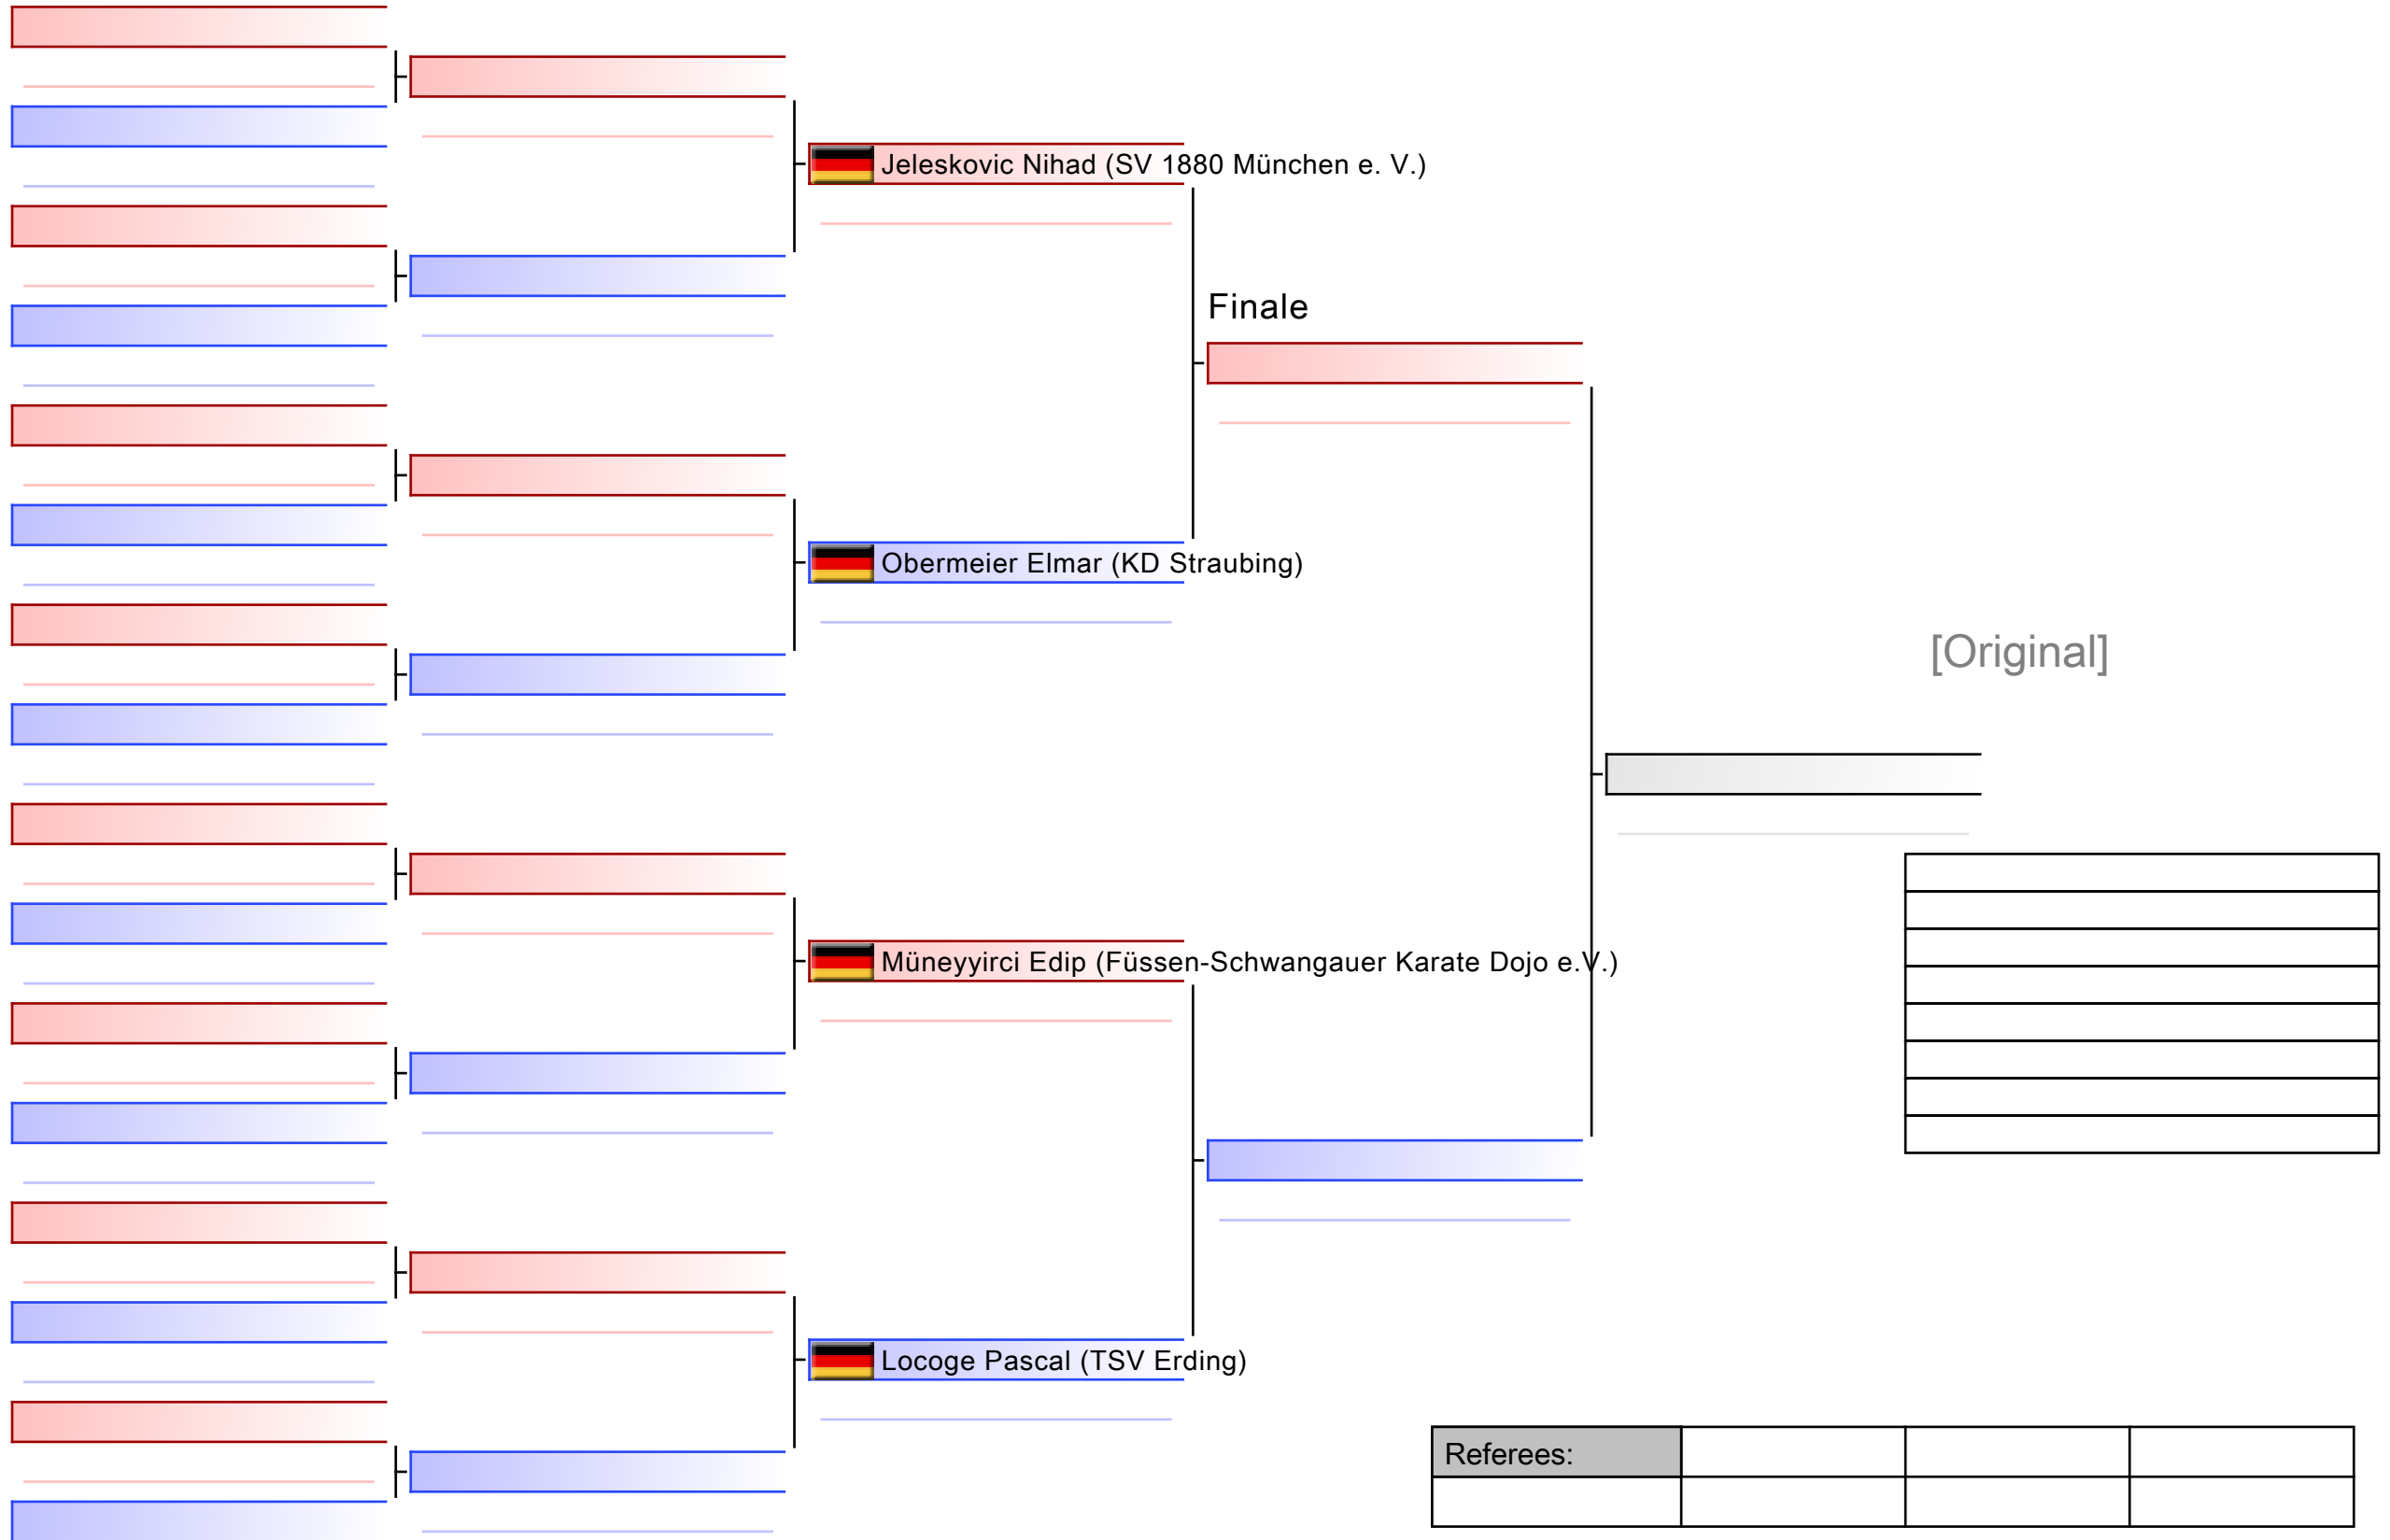 Jeleskovic Nihad (SV 1880 München e. V.)
Finale
Obermeier Elmar (KD Straubing)
[Original]
Müneyyirci Edip (Füssen-Schwangauer Karate Dojo e.V.)
Locoge Pascal (TSV Erding)
Referees: